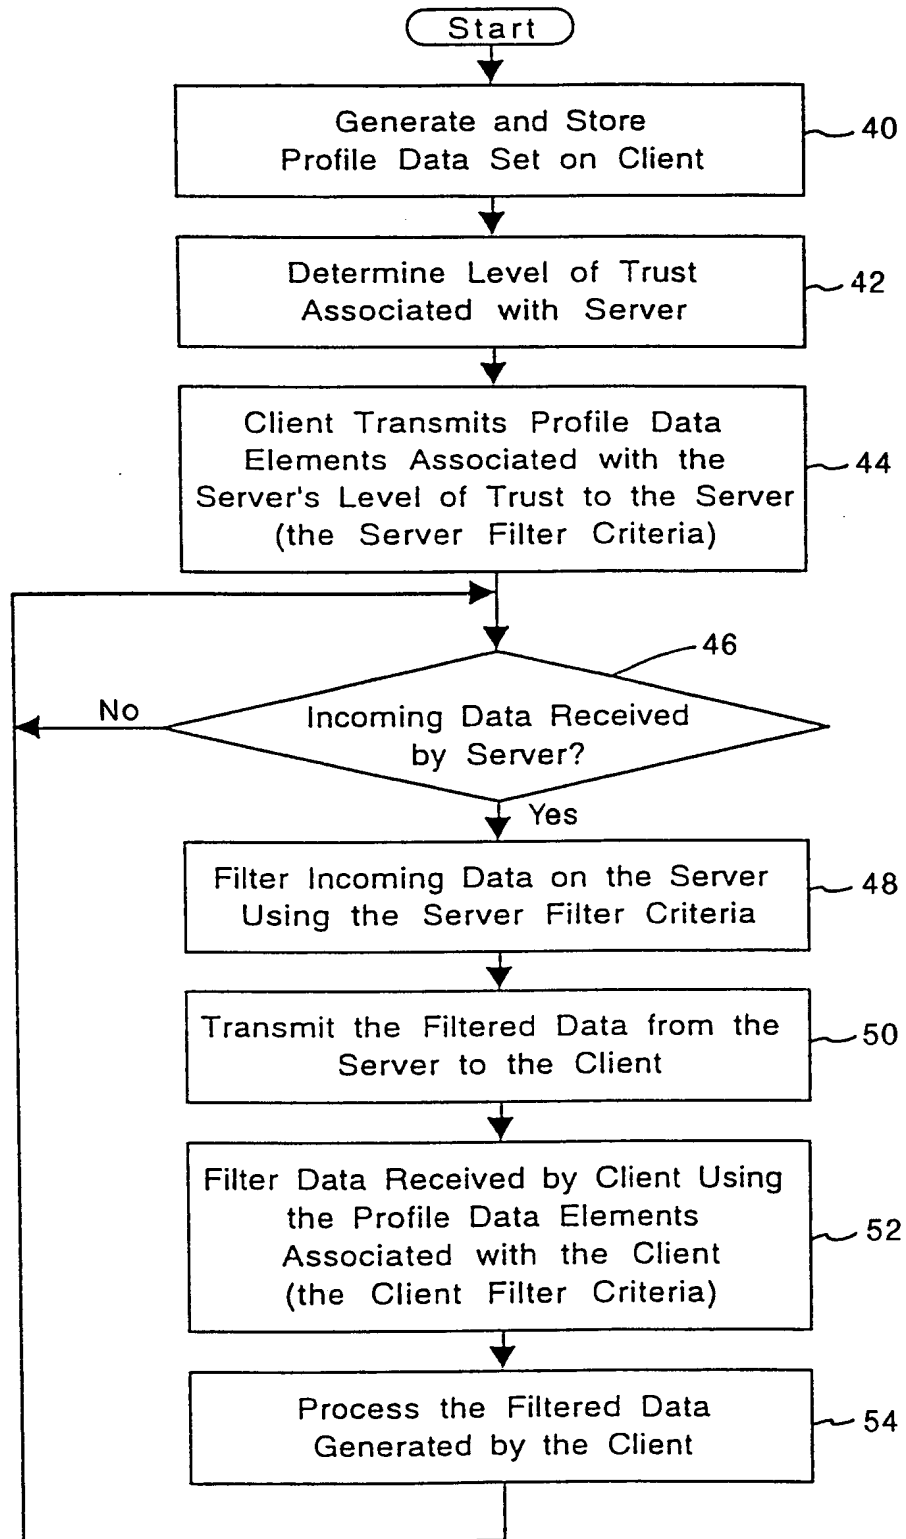 Start
Generate and Store
Profile Data Set on Client
40
Determine Level of Trust
Associated with Server
42
Client Transmits Profile Data
Elements Associated with the
Server's Level of Trust to the Server
(the Server Filter Criteria)
44
46
No
Incoming Data Received
by Server?
Yes
Filter Incoming Data on the Server
Using the Server Filter Criteria
48
Transmit the Filtered Data from the
Server to the Client
50
Filter Data Received by Client Using
the Profile Data Elements
Associated with the Client
(the Client Filter Criteria)
52
Process the Filtered Data
Generated by the Client
54